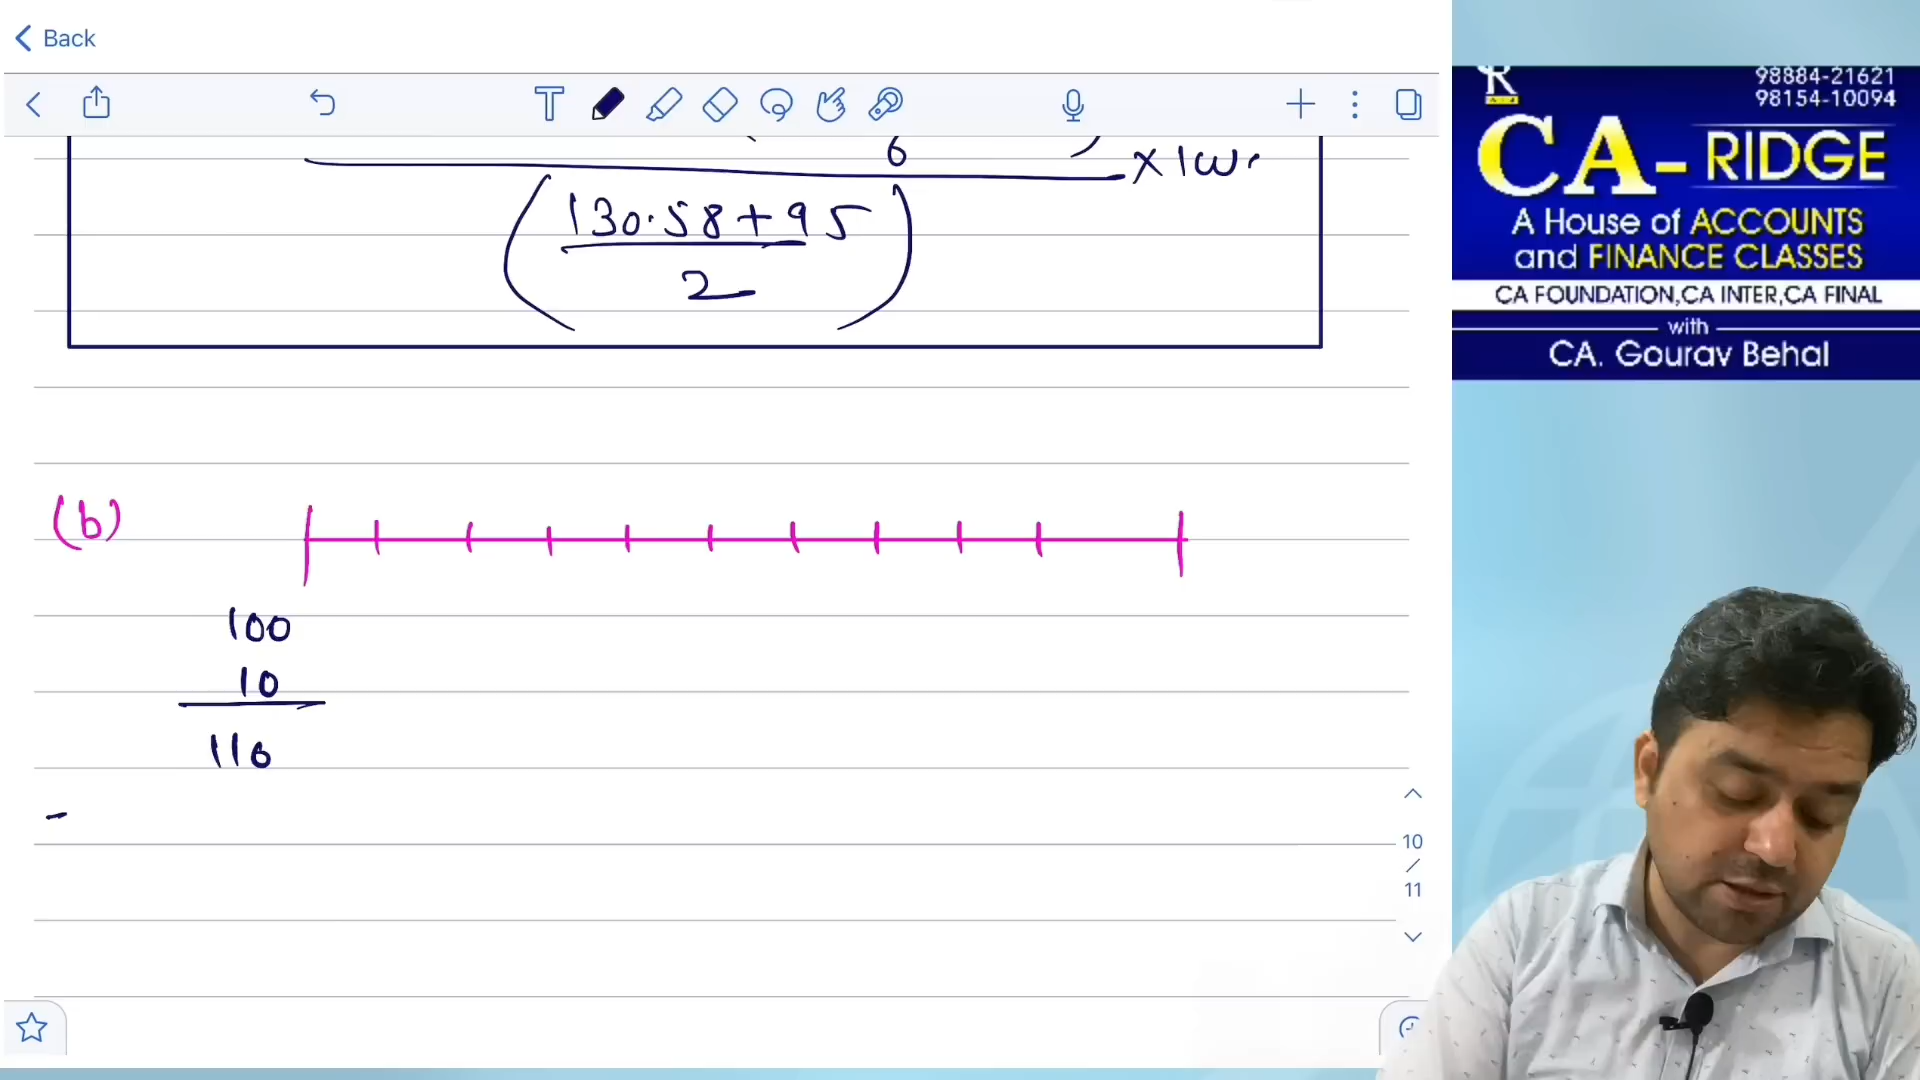 Back
6
× 100
130.58 + 95
2
(b)
100
10
110
-
10
/
11
R
98884-21621
98154-10094
CA- RIDGE
A House of ACCOUNTS
and FINANCE CLASSES
CA FOUNDATION,CA INTER,CA FINAL
with
CA. Gourav Behal